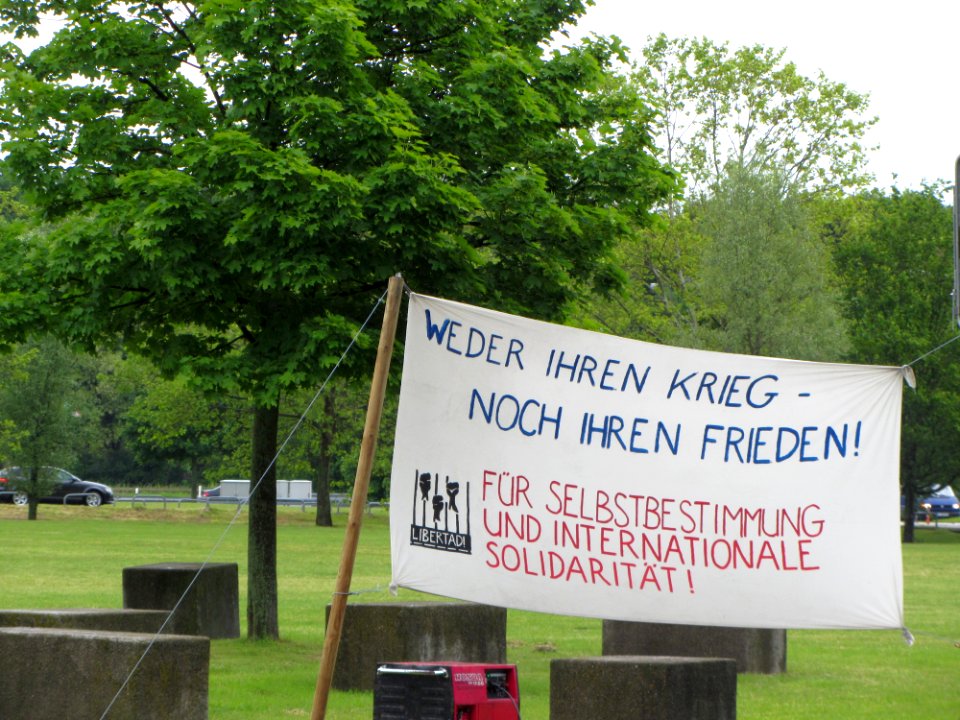 WEDER IHREN KRIEG -
NOCH IHREN FRIEDEN!
FÜR SELBSTBESTIMMUNG
UND INTERNATIONALE
SOLIDARITÄT!
LIBERTAD!